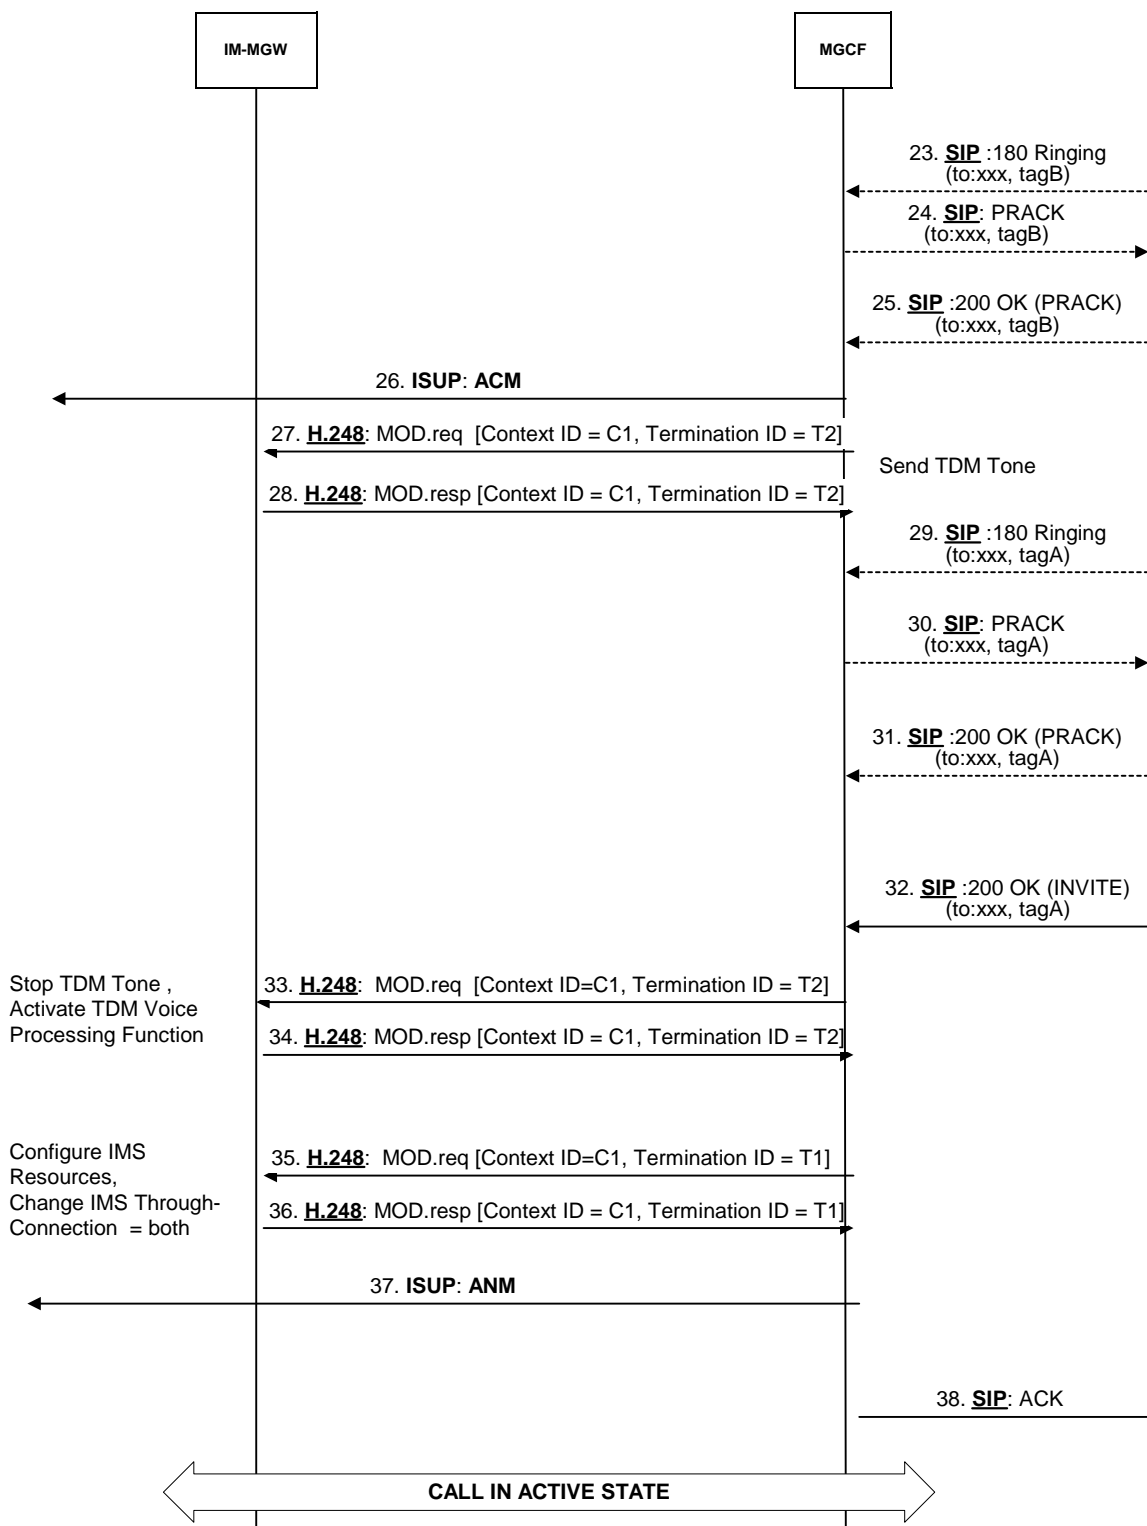 IM-MGW
MGCF
23. SIP :180 Ringing
(to:xxx, tagB)
24. SIP: PRACK
(to:xxx, tagB)
25. SIP :200 OK (PRACK)
(to:xxx, tagB)
26. ISUP: ACM
27. H.248: MOD.req [Context ID = C1, Termination ID = T2]
Send TDM Tone
28. H.248: MOD.resp [Context ID = C1, Termination ID = T2]
29. SIP :180 Ringing
(to:xxx, tagA)
30. SIP: PRACK
(to:xxx, tagA)
31. SIP :200 OK (PRACK)
(to:xxx, tagA)
32. SIP :200 OK (INVITE)
(to:xxx, tagA)
Stop TDM Tone ,
Activate TDM Voice
Processing Function
33. H.248: MOD.req [Context ID=C1, Termination ID = T2]
34. H.248: MOD.resp [Context ID = C1, Termination ID = T2]
Configure IMS
Resources,
Change IMS Through-
Connection = both
35. H.248: MOD.req [Context ID=C1, Termination ID = T1]
36. H.248: MOD.resp [Context ID = C1, Termination ID = T1]
37. ISUP: ANM
38. SIP: ACK
CALL IN ACTIVE STATE